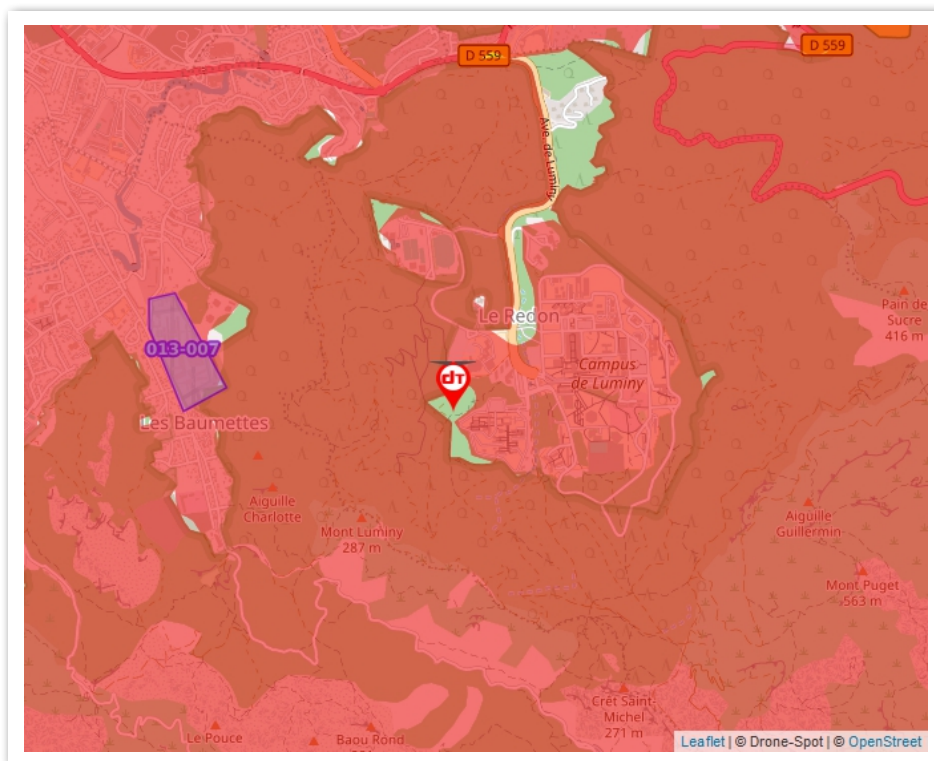 D 559
D 559
Ave. de Luminy
Pain de
Sucre
416 m
Le Redon
013-007
Campus
de Luminy
dT
Les Baumettes
Aiguille
Charlotte
Mont Luminy
287 m
Aiguille
Guillermin
Mont Puget
563 m
Crêt Saint-
Michel
271 m
Le Pouce
Baou Rond
Leaflet | © Drone-Spot | © OpenStreet